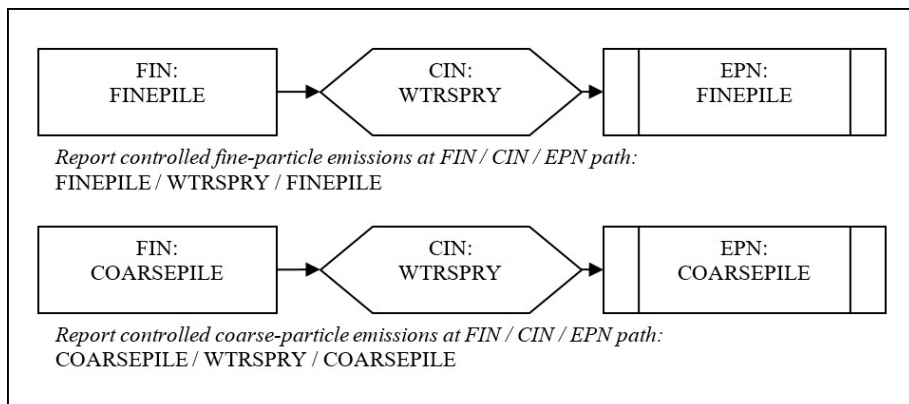 FIN:
FINEPILE
CIN:
WTRSPRY
EPN:
FINEPILE
Report controlled fine-particle emissions at FIN / CIN / EPN path:
FINEPILE / WTRSPRY / FINEPILE
FIN:
COARSEPILE
CIN:
WTRSPRY
EPN:
COARSEPILE
Report controlled coarse-particle emissions at FIN / CIN / EPN path:
COARSEPILE / WTRSPRY / COARSEPILE